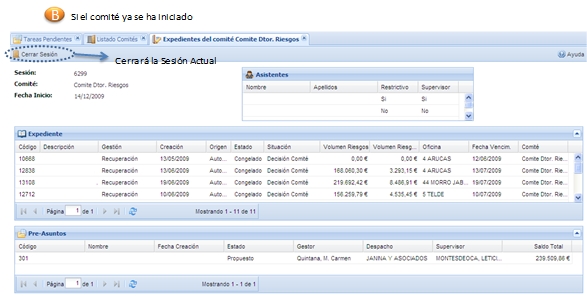 B SI el comité ya se ha iniciado
Tareas Pendientes Listado Comités Expedientes del comité Comite Dtor. Riesgos
Cerrar Sesión Ayuda
Cerrará la Sesión Actual
Sesión: 6299
Comité: Comite Dtor. Riesgos
Fecha Inicio: 14/12/2009
Asistentes
Nombre Apellidos Restrictivo Supervisor
Si Si
No No
Expediente
Código Descripción Gestión Creación Origen Estado Situación Volumen Riesgos Volumen Riesg... Oficina Fecha Vencim. Comité
10668 Recuperación 13/05/2009 Auto... Congelado Decisión Comité 0,00 € 0,00 € 4 ARUCAS 12/06/2009 Comite Dtor. Rie...
12838 Recuperación 13/06/2009 Auto... Congelado Decisión Comité 168.060,30 € 3.293,15 € 4 ARUCAS 13/07/2009 Comite Dtor. Rie...
13108 Recuperación 19/06/2009 Auto... Congelado Decisión Comité 219.692,42 € 8.486,91 € 44 MORRO JAB... 19/07/2009 Comite Dtor. Rie...
12712 Recuperación 10/06/2009 Auto... Congelado Decisión Comité 156.259,79 € 4.535,45 € 5 TELDE 10/07/2009 Comite Dtor. Rie...
Página 1 de 1 Mostrando 1 - 11 de 11
Pre-Asuntos
Código Nombre Fecha Creación Estado Gestor Despacho Supervisor Saldo Total
301 Propuesto Quintana, M. Carmen JANINA Y ASOCIADOS MONTESDEOCA, LETICI... 239.509,86 €
Página 1 de 1 Mostrando 1 - 1 de 1